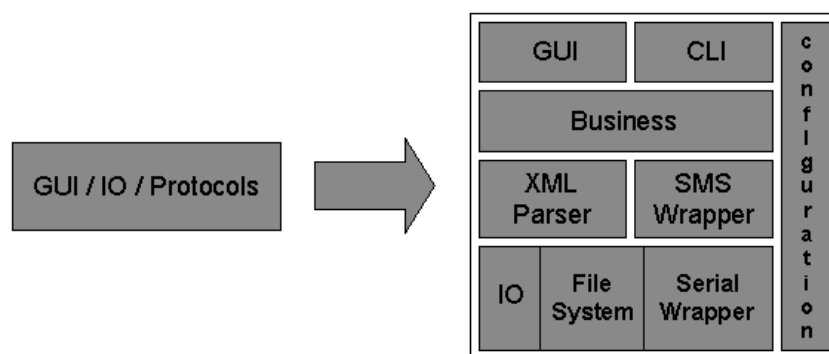 GUI / IO / Protocols
GUI
CLI
Business
XML
Parser
SMS
Wrapper
IO
File
System
Serial
Wrapper
c
o
n
f
i
g
u
r
a
t
i
o
n